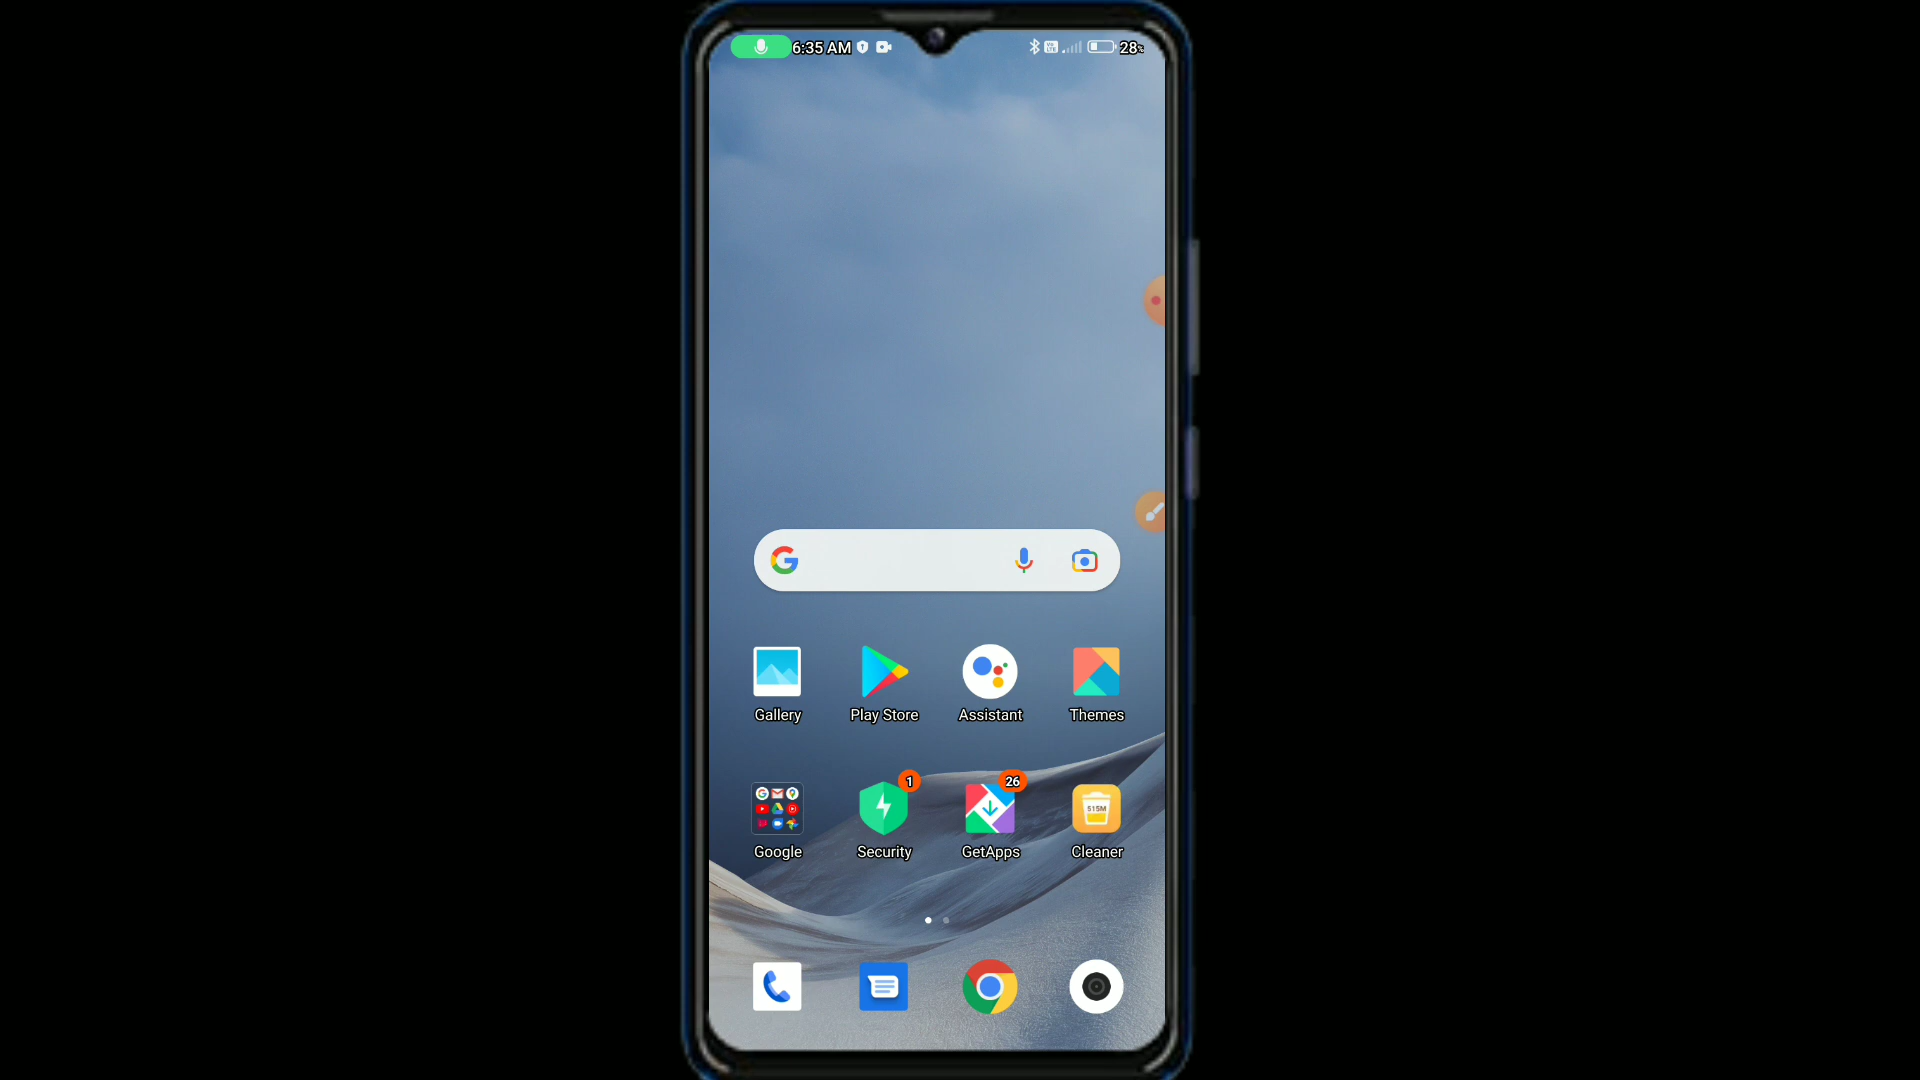 6:35 AM 28%
Gallery Play Store Assistant Themes
1 26
515M
Google Security GetApps Cleaner